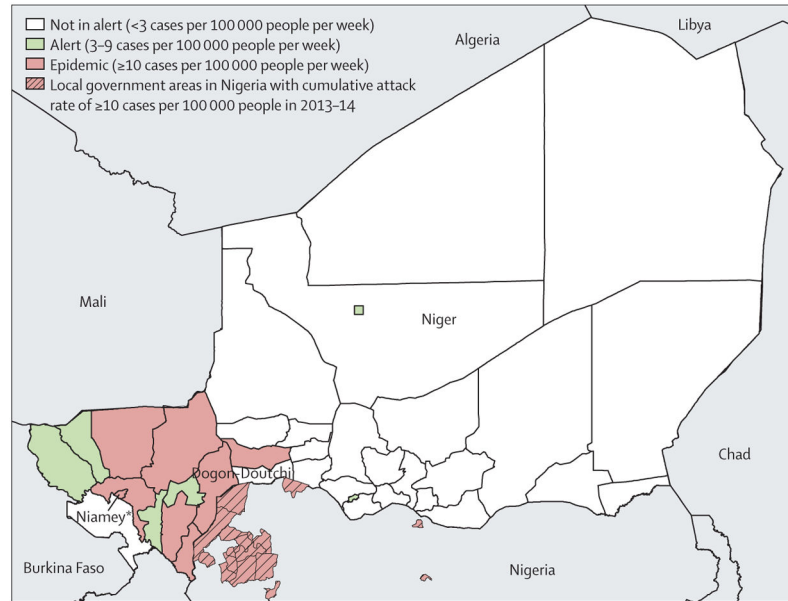 Not in alert (<3 cases per 100 000 people per week)
Alert (3–9 cases per 100 000 people per week)
Epidemic (≥10 cases per 100 000 people per week)
Local government areas in Nigeria with cumulative attack
rate of ≥10 cases per 100 000 people in 2013–14
Algeria
Libya
Mali
Niger
Chad
Dogon-Doutchi
Niamey*
Burkina Faso
Nigeria